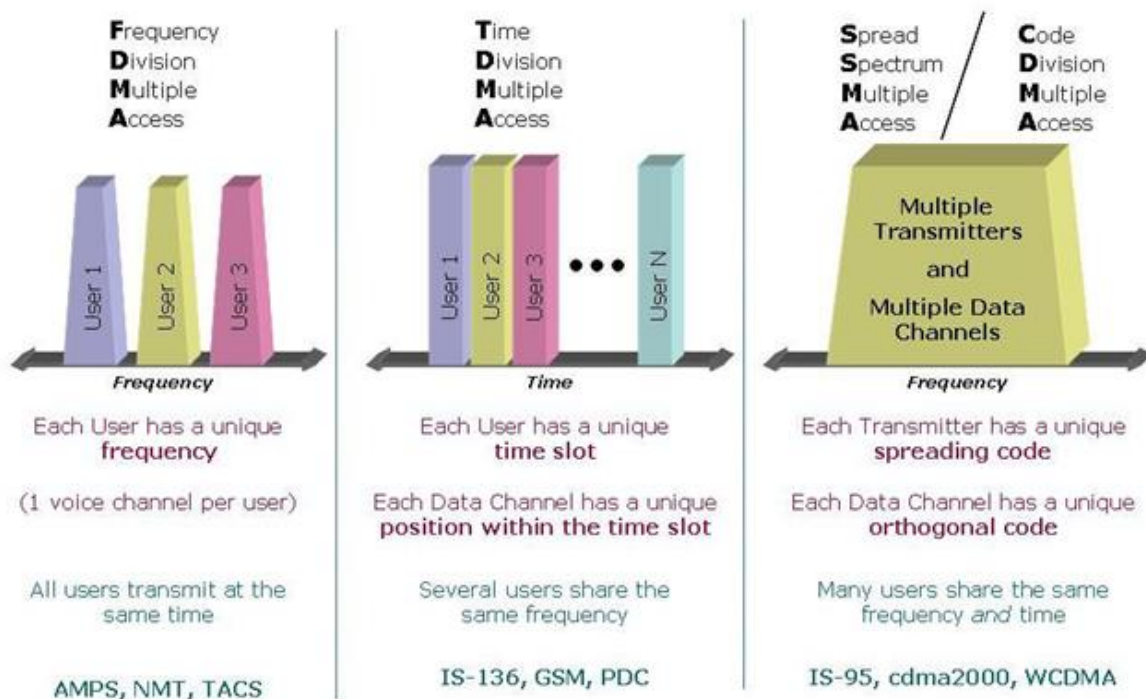 Frequency
Division
Multiple
Access
User 1
User 2
User 3
Frequency
Each User has a unique
frequency
(1 voice channel per user)
All users transmit at the
same time
AMPS, NMT, TACS
Time
Division
Multiple
Access
User 1
User 2
User 3
User N
Time
Each User has a unique
time slot
Each Data Channel has a unique
position within the time slot
Several users share the
same frequency
IS-136, GSM, PDC
Spread
Spectrum
Multiple
Access
Code
Division
Multiple
Access
Multiple
Transmitters
and
Multiple Data
Channels
Frequency
Each Transmitter has a unique
spreading code
Each Data Channel has a unique
orthogonal code
Many users share the same
frequency and time
IS-95, cdma2000, WCDMA